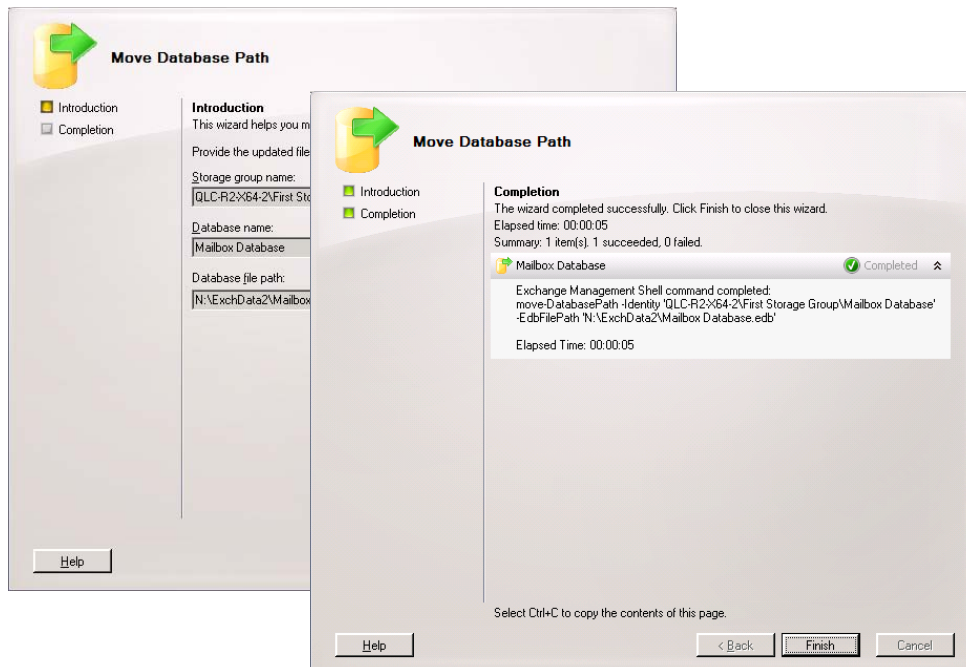 Move Database Path
Introduction
Completion
Introduction
This wizard helps you m
Provide the updated file
Storage group name:
QLC-R2-X64-2\First Sto
Database name:
Mailbox Database
Database file path:
N:\ExchData2\Mailbox
Help
Move Database Path
Introduction
Completion
Completion
The wizard completed successfully. Click Finish to close this wizard.
Elapsed time: 00:00:05
Summary: 1 item(s). 1 succeeded, 0 failed.
Mailbox Database
Completed
Exchange Management Shell command completed:
move-DatabasePath -Identity 'QLC-R2-X64-2\First Storage Group\Mailbox Database'
-EdbFilePath 'N:\ExchData2\Mailbox Database.edb'
Elapsed Time: 00:00:05
Select Ctrl+C to copy the contents of this page.
Help
< Back
Finish
Cancel